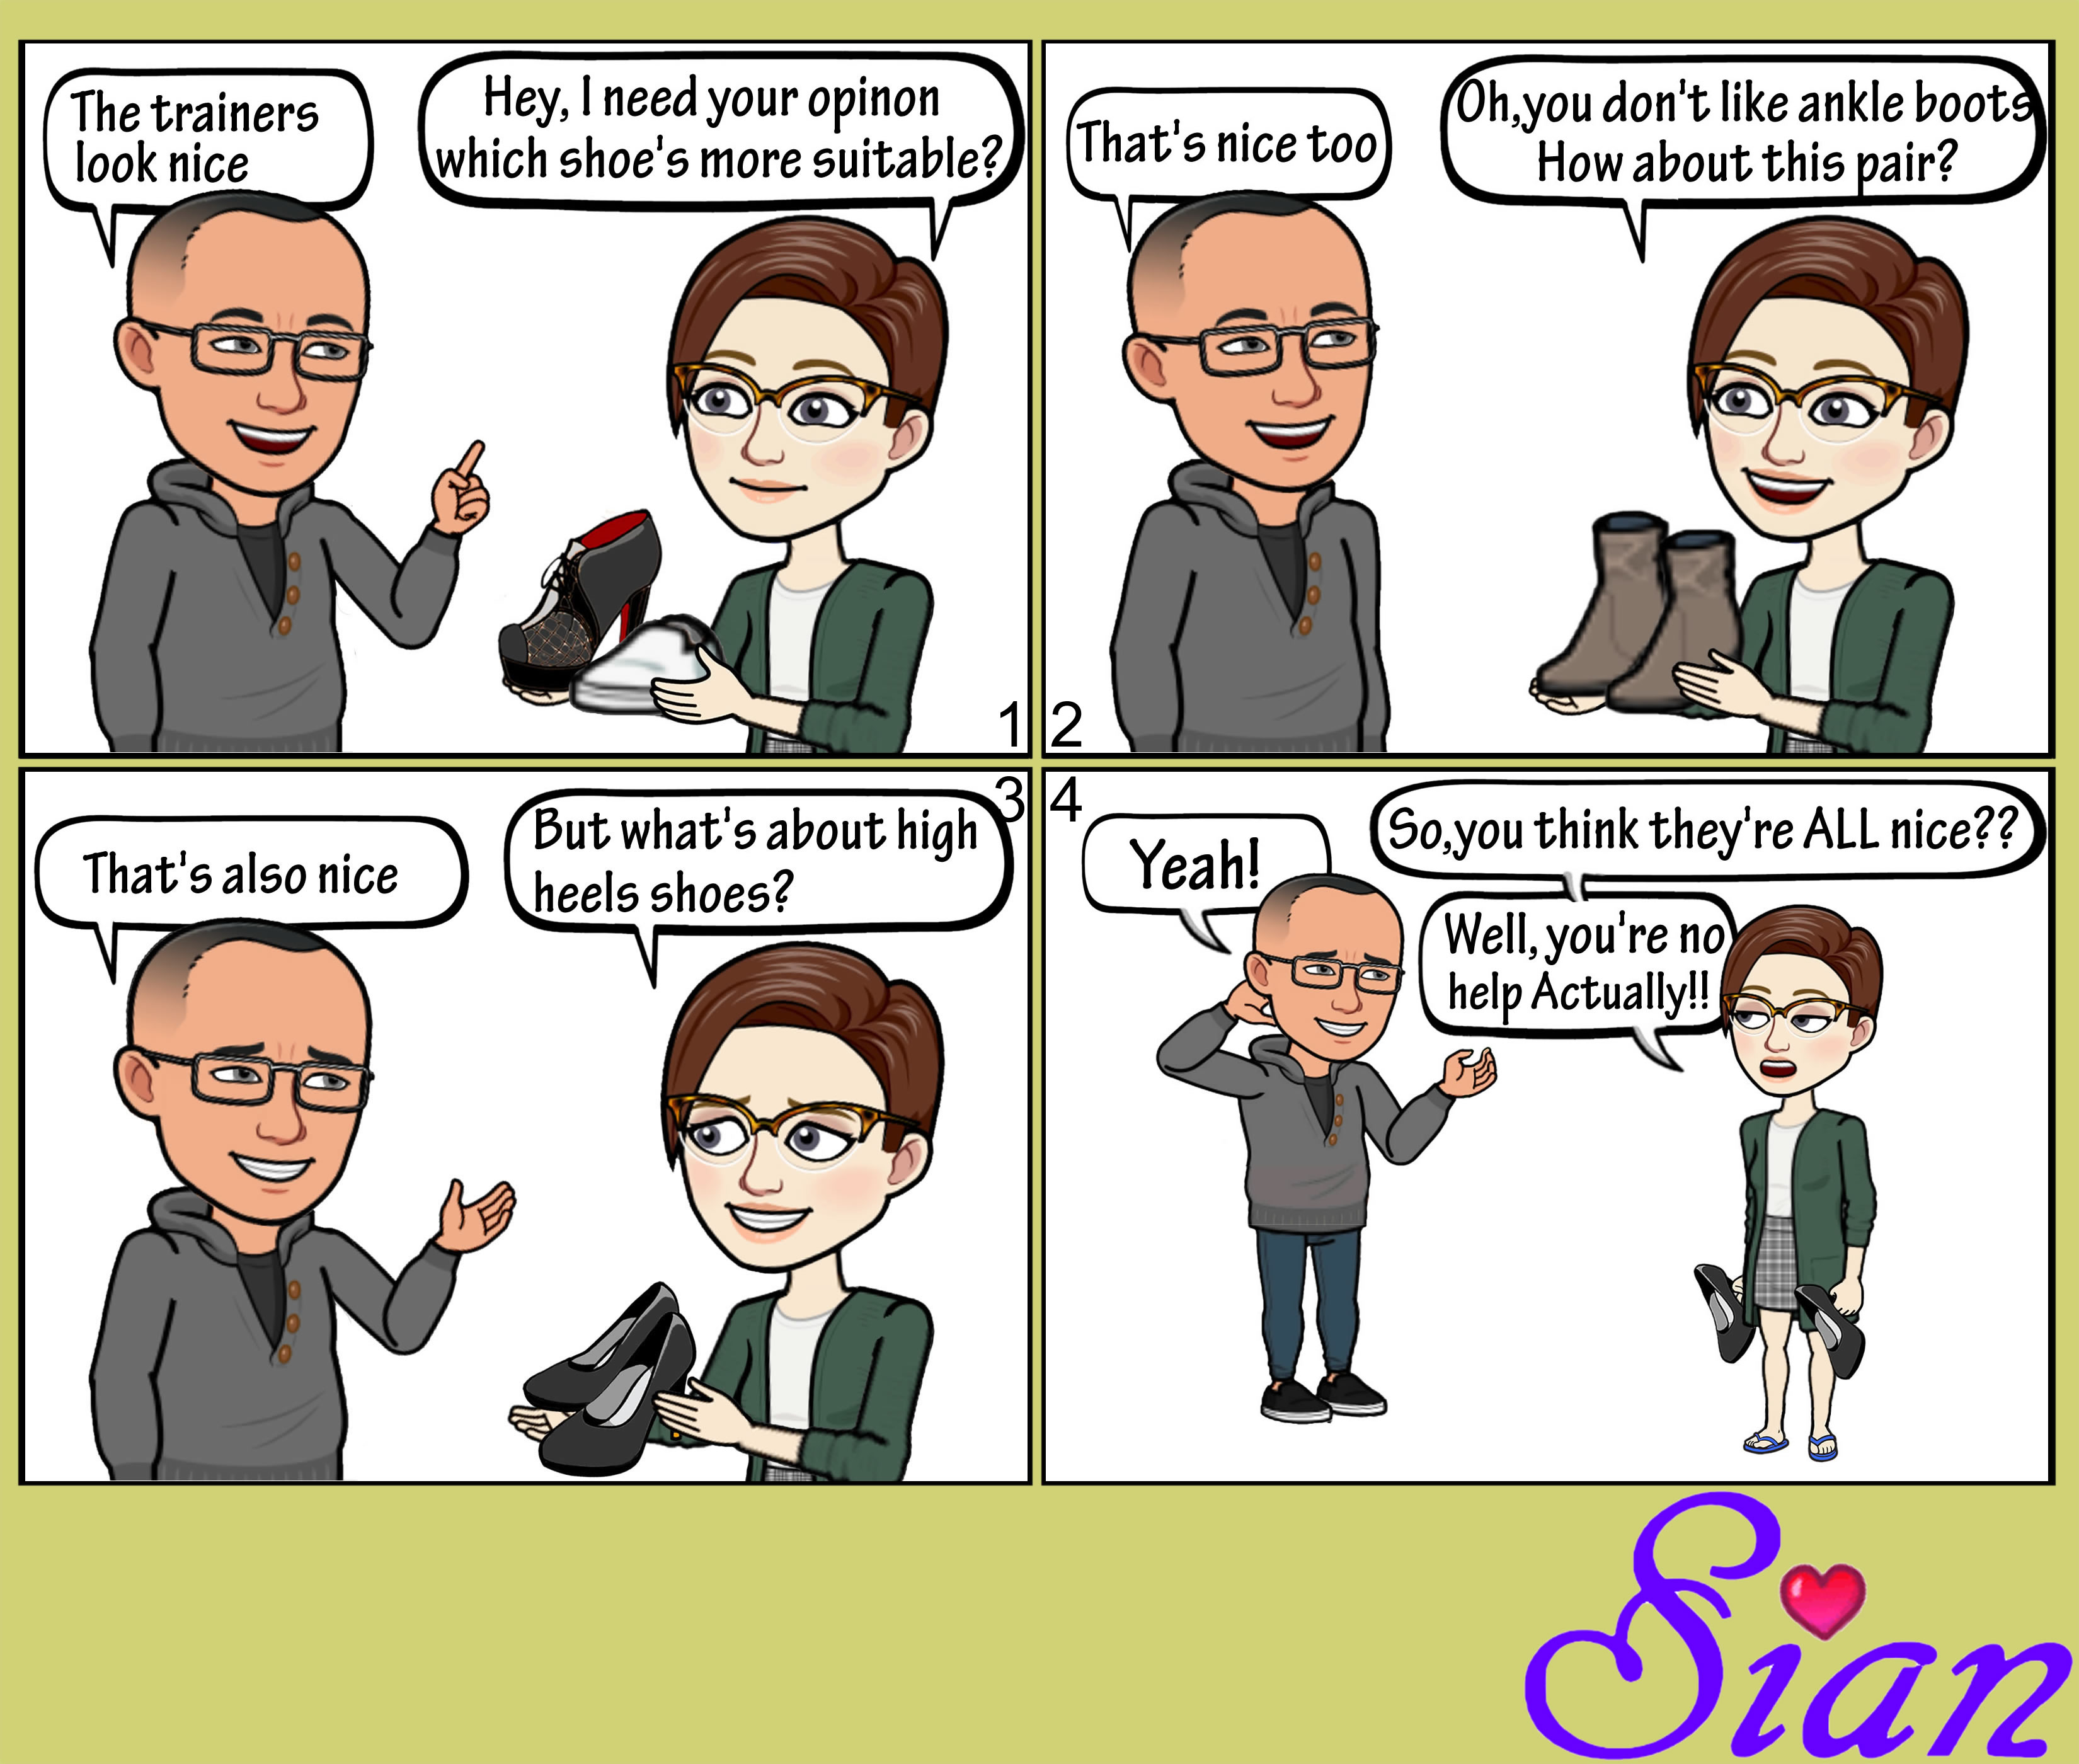 The trainers
look nice
Hey, I need your opinon
which shoe's more suitable?
1
That's nice too
Oh,you don't like ankle boots
How about this pair?
2
That's also nice
But what's about high
heels shoes?
3
4
Yeah!
So,you think they're ALL nice??
Well, you're no
help Actually!!
Sian